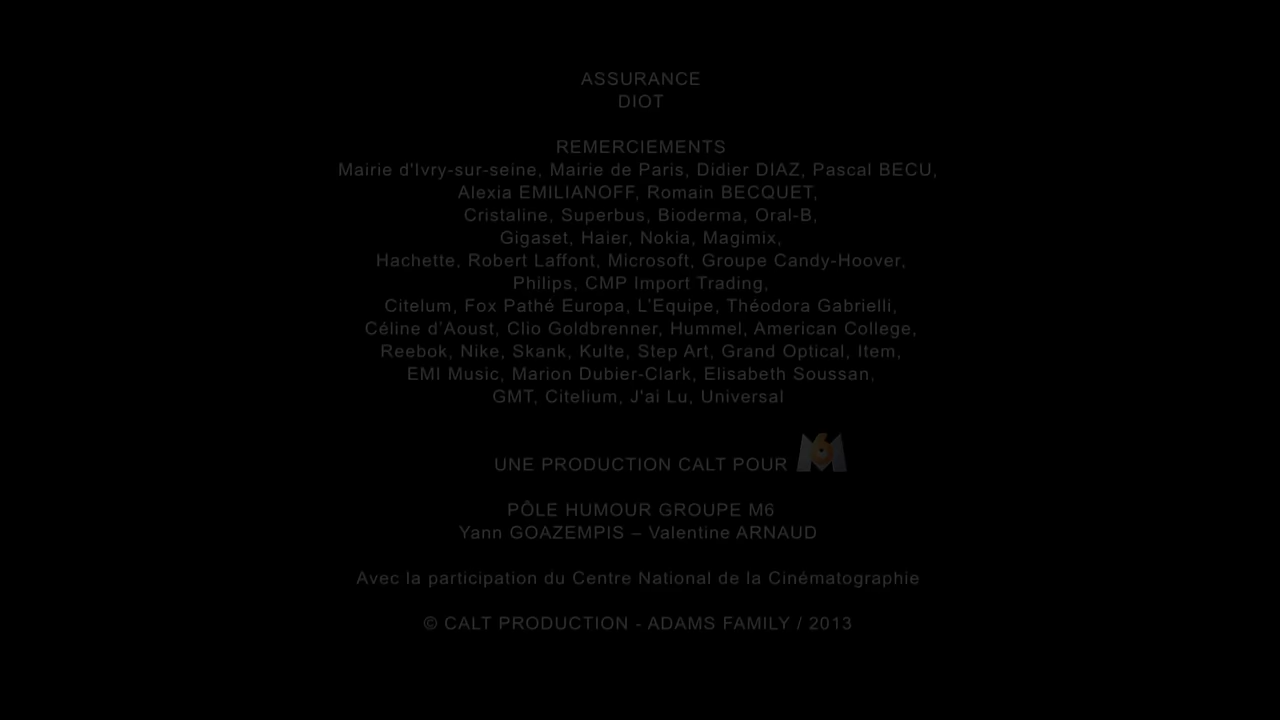 ASSURANCE
DIOT
REMERCIEMENTS
Mairie d'Ivry-sur-seine, Mairie de Paris, Didier DIAZ, Pascal BECU,
Alexia EMILIANOFF, Romain BECQUET,
Cristaline, Superbus, Bioderma, Oral-B,
Gigaset, Haier, Nokia, Magimix,
Hachette, Robert Laffont, Microsoft, Groupe Candy-Hoover,
Philips, CMP Import Trading,
Citelum, Fox Pathé Europa, L'Equipe, Théodora Gabrielli,
Céline d'Aoust, Clio Goldbrenner, Hummel, American College,
Reebok, Nike, Skank, Kulte, Step Art, Grand Optical, Item,
EMI Music, Marion Dubier-Clark, Elisabeth Soussan,
GMT, Citelium, J'ai Lu, Universal
UNE PRODUCTION CALT POUR M6
PÔLE HUMOUR GROUPE M6
Yann GOAZEMPIS – Valentine ARNAUD
Avec la participation du Centre National de la Cinématographie
© CALT PRODUCTION - ADAMS FAMILY / 2013